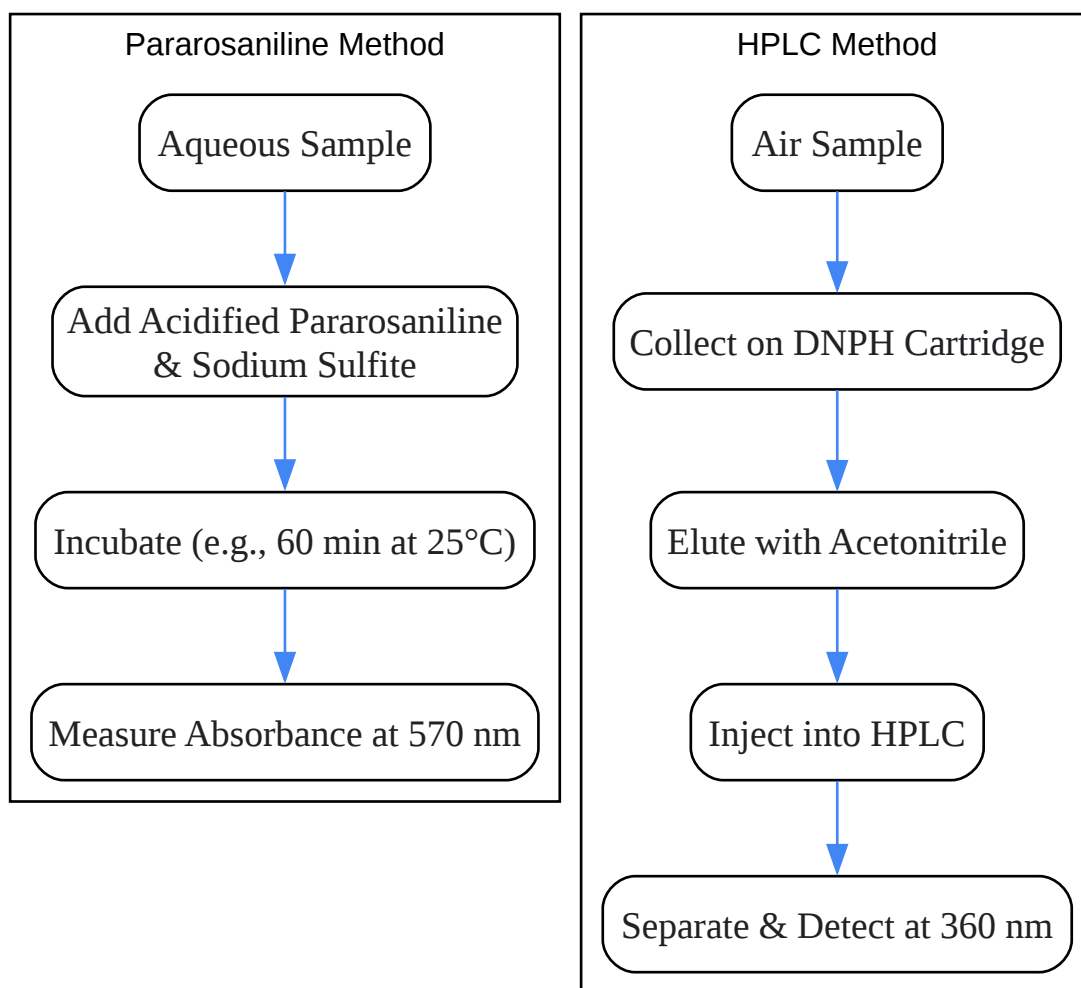 Pararosaniline Method
Aqueous Sample
Add Acidified Pararosaniline
& Sodium Sulfite
Incubate (e.g., 60 min at 25°C)
Measure Absorbance at 570 nm
HPLC Method
Air Sample
Collect on DNPH Cartridge
Elute with Acetonitrile
Inject into HPLC
Separate & Detect at 360 nm